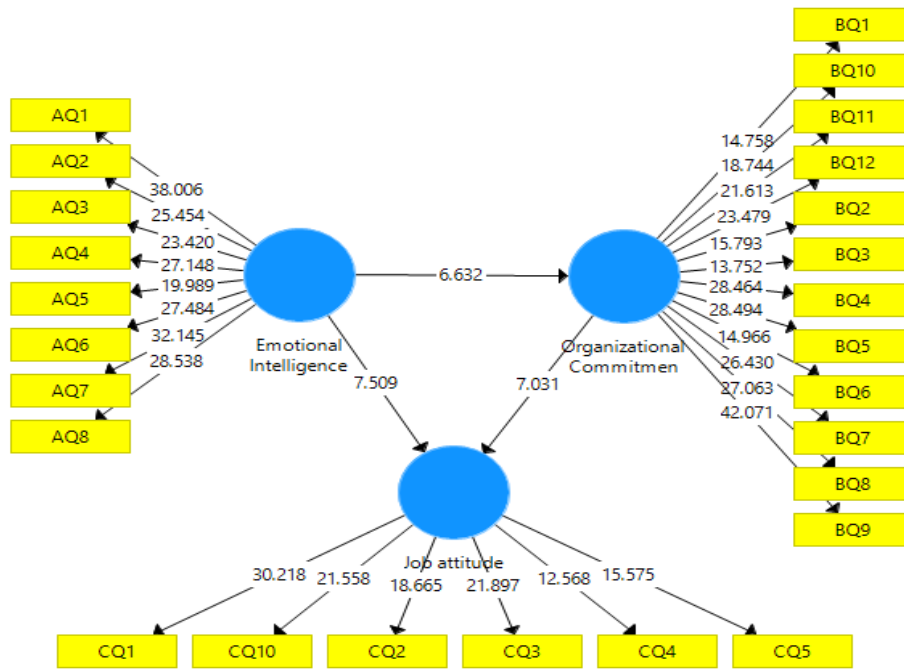 BQ1
BQ10
BQ11
BQ12
BQ2
BQ3
BQ4
BQ5
BQ6
BQ7
BQ8
BQ9
AQ1
AQ2
AQ3
AQ4
AQ5
AQ6
AQ7
AQ8
38.006
25.454
23.420
27.148
19.989
27.484
32.145
28.538
14.758
18.744
21.613
23.479
15.793
13.752
28.464
28.494
14.966
26.430
27.063
42.071
6.632
Emotional
Intelligence
Organizational
Commitmen
7.509
7.031
Job attitude
30.218
21.558
18.665
21.897
12.568
15.575
CQ1
CQ10
CQ2
CQ3
CQ4
CQ5